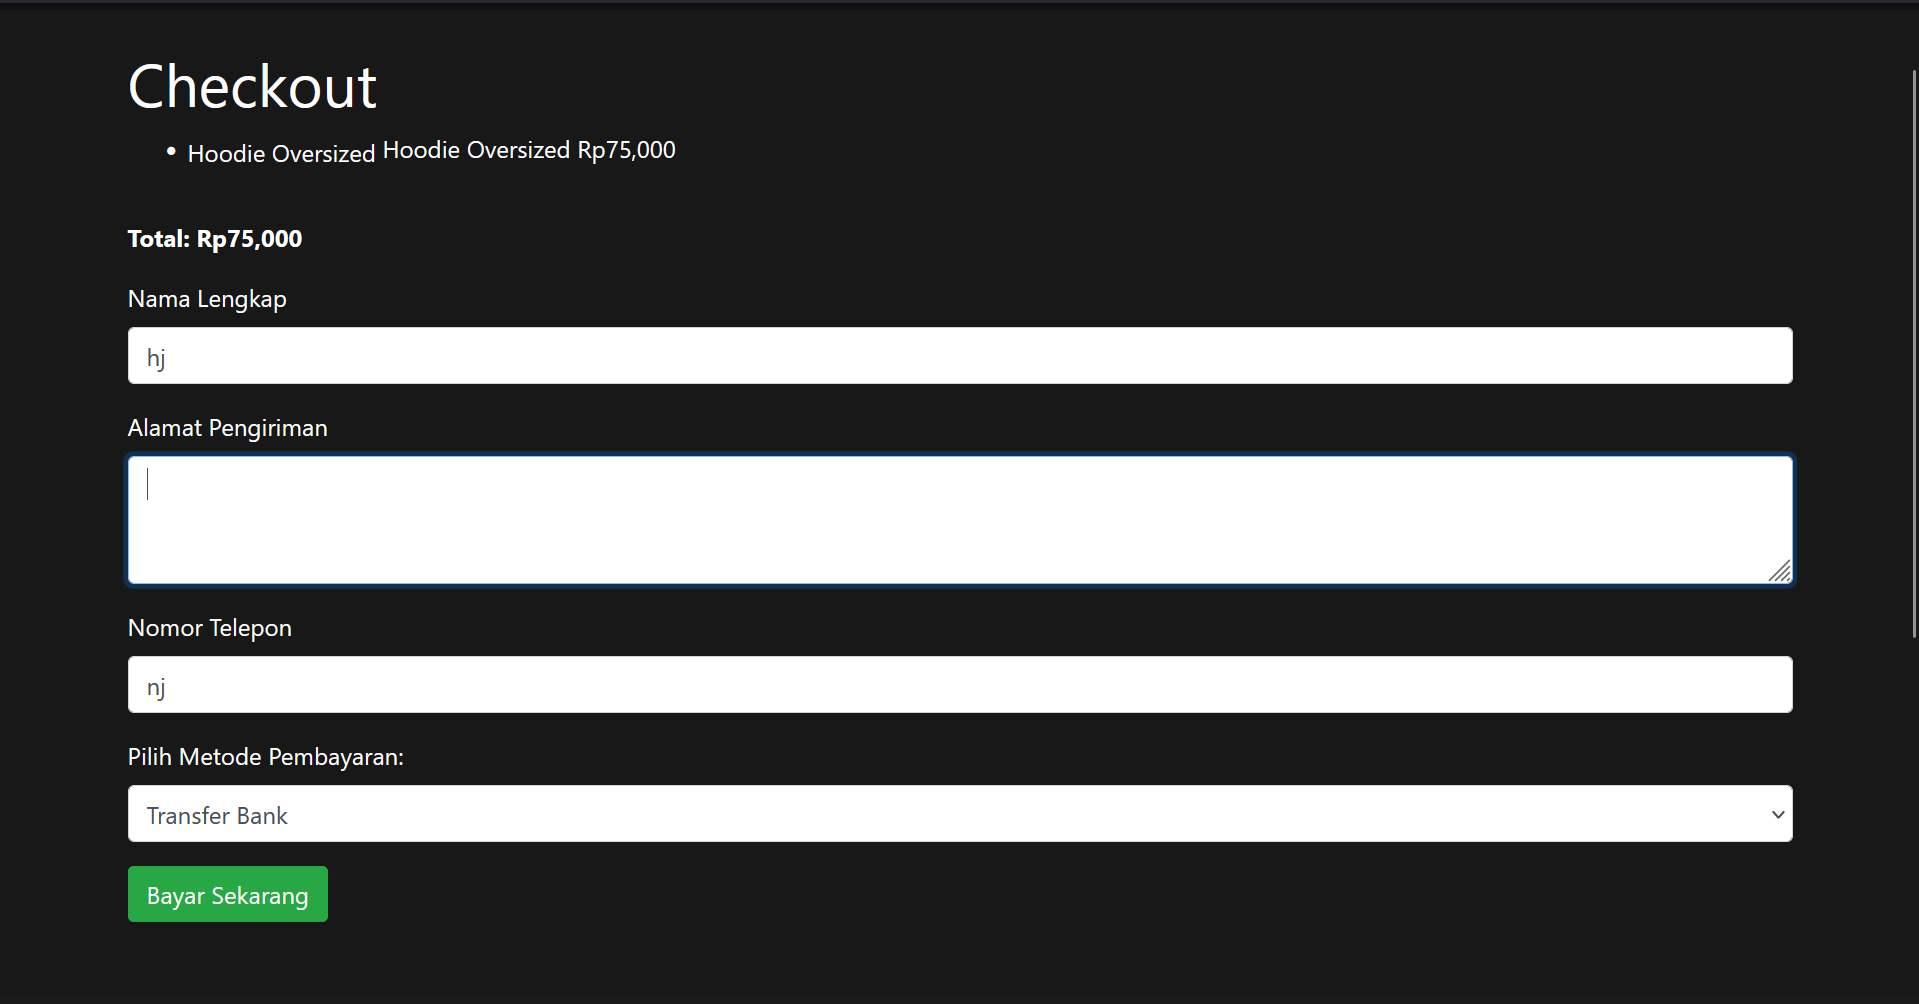 Checkout
• Hoodie Oversized Hoodie Oversized Rp75,000
Total: Rp75,000
Nama Lengkap
hj
Alamat Pengiriman
Nomor Telepon
nj
Pilih Metode Pembayaran:
Transfer Bank
Bayar Sekarang